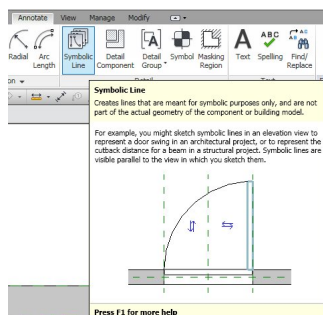 Annotate View Manage Modify
Radial Arc Length Symbolic Line Detail Component Detail Group Symbol Masking Region Text Spelling Find/ Replace
Detail Text
Symbolic Line
Creates lines that are meant for symbolic purposes only, and are not
part of the actual geometry of the component or building model.
For example, you might sketch symbolic lines in an elevation view to
represent a door swing in an architectural project, or to represent the
cutback distance for a beam in a structural project. Symbolic lines are
visible parallel to the view in which you sketch them.
Press F1 for more help